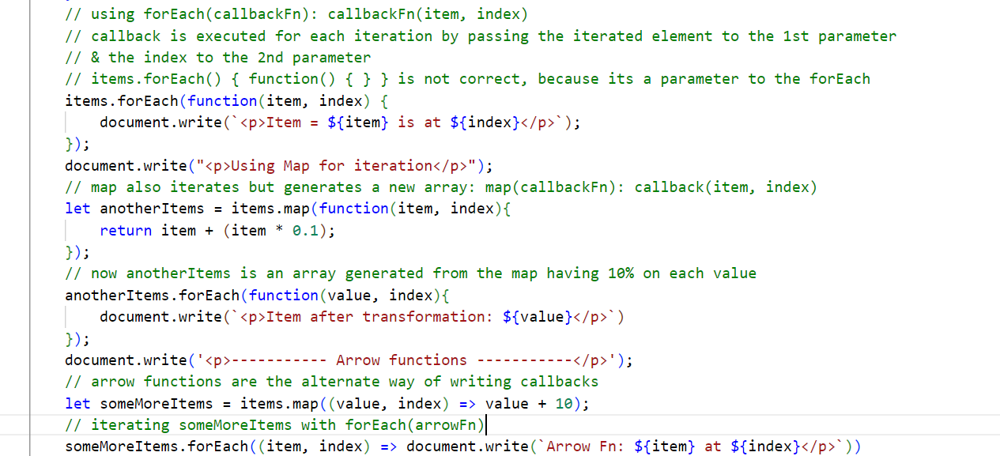 // using forEach(callbackFn): callbackFn(item, index)
// callback is executed for each iteration by passing the iterated element to the 1st parameter
// & the index to the 2nd parameter
// items.forEach() { function() { } } is not correct, because its a parameter to the forEach
items.forEach(function(item, index) {
    document.write(`<p>Item = ${item} is at ${index}</p>`);
});
document.write("<p>Using Map for iteration</p>");
// map also iterates but generates a new array: map(callbackFn): callback(item, index)
let anotherItems = items.map(function(item, index){
    return item + (item * 0.1);
});
// now anotherItems is an array generated from the map having 10% on each value
anotherItems.forEach(function(value, index){
    document.write(`<p>Item after transformation: ${value}</p>`)
});
document.write('<p>----------- Arrow functions -----------</p>');
// arrow functions are the alternate way of writing callbacks
let someMoreItems = items.map((value, index) => value + 10);
// iterating someMoreItems with forEach(arrowFn)
someMoreItems.forEach((item, index) => document.write(`Arrow Fn: ${item} at ${index}</p>`))